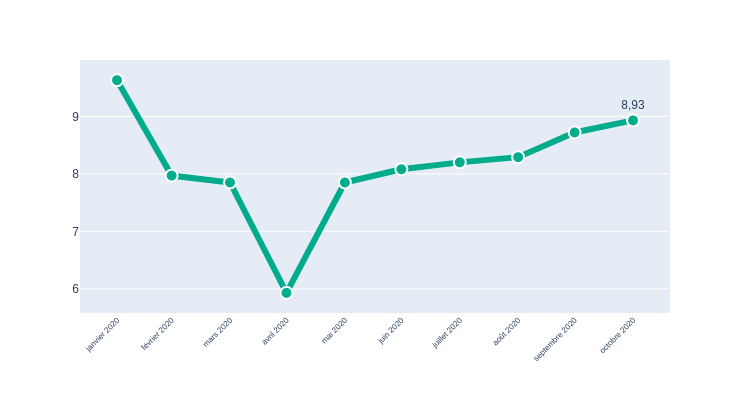 8,93
9
8
7
6
janvier 2020
février 2020
mars 2020
avril 2020
mai 2020
juin 2020
juillet 2020
août 2020
septembre 2020
octobre 2020